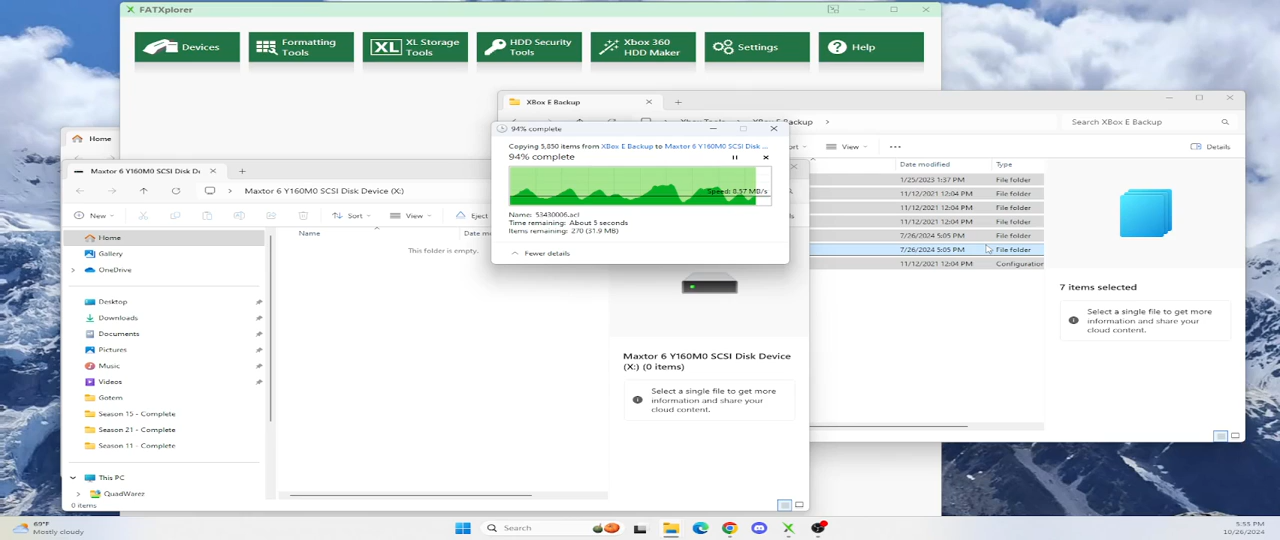 FATXplorer
Devices
Formatting Tools
XL Storage Tools
HDD Security Tools
Xbox 360 HDD Maker
Settings
Help
XBox E Backup
Home
XBox E Backup
Search XBox E Backup
View
Details
Date modified
Type
1/25/2023 1:37 PM File folder
11/12/2021 12:04 PM File folder
11/12/2021 12:04 PM File folder
11/12/2021 12:04 PM File folder
7/26/2024 5:05 PM File folder
7/26/2024 5:05 PM File folder
11/12/2021 12:04 PM Configuration
7 items selected
Select a single file to get more
information and share your
cloud content.
94% complete
Copying 5,850 items from XBox E Backup to Maxtor 6 Y160M0 SCSI Disk ...
94% complete
Speed: 8.57 MB/s
Name: 53430006.acl
Time remaining: About 5 seconds
Items remaining: 270 (31.9 MB)
Fewer details
Maxtor 6 Y160M0 SCSI Disk D
Maxtor 6 Y160M0 SCSI Disk Device (X:)
New
Sort
View
Eject
Name
Date mo
This folder is empty.
Home
Gallery
OneDrive
Desktop
Downloads
Documents
Pictures
Music
Videos
Gotem
Season 15 - Complete
Season 21 - Complete
Season 11 - Complete
This PC
QuadWarez
0 items
Maxtor 6 Y160M0 SCSI Disk Device
(X:) (0 items)
Select a single file to get more
information and share your
cloud content.
69°F
Mostly cloudy
Search
5:55 PM
10/26/2024